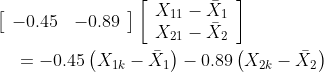 [ −0.45 −0.89 ] [ X₁₁ − X̄₁
X₂₁ − X̄₂ ]
= −0.45 (X₁ₖ − X̄₁) − 0.89 (X₂ₖ − X̄₂)